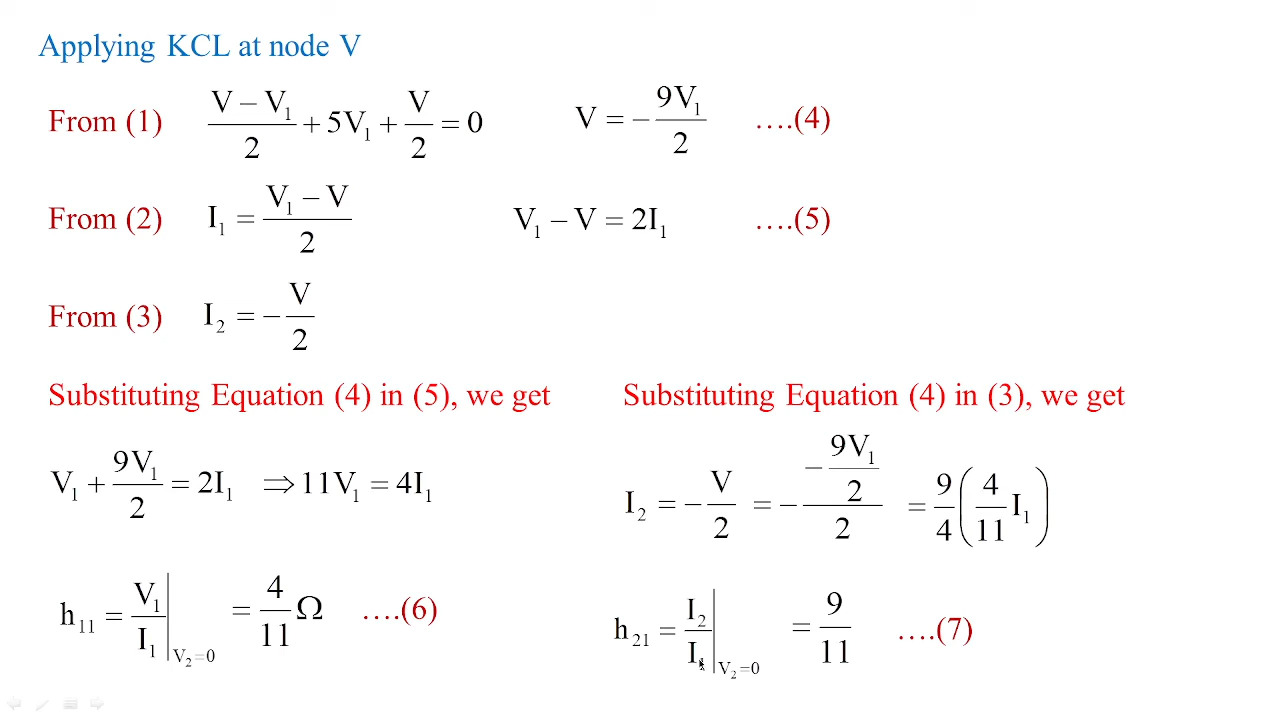 Applying KCL at node V
From (1) (V – V₁)/2 + 5V₁ + V/2 = 0 V = – 9V₁/2 ….(4)
From (2) I₁ = (V₁ – V)/2 V₁ – V = 2I₁ ….(5)
From (3) I₂ = – V/2
Substituting Equation (4) in (5), we get
V₁ + 9V₁/2 = 2I₁ ⇒ 11V₁ = 4I₁
h₁₁ = V₁/I₁ |V₂=0 = 4/11 Ω ….(6)
Substituting Equation (4) in (3), we get
I₂ = – V/2 = – (– 9V₁/2)/2 = 9/4 (4/11 I₁)
h₂₁ = I₂/I₁ |V₂=0 = 9/11 ….(7)